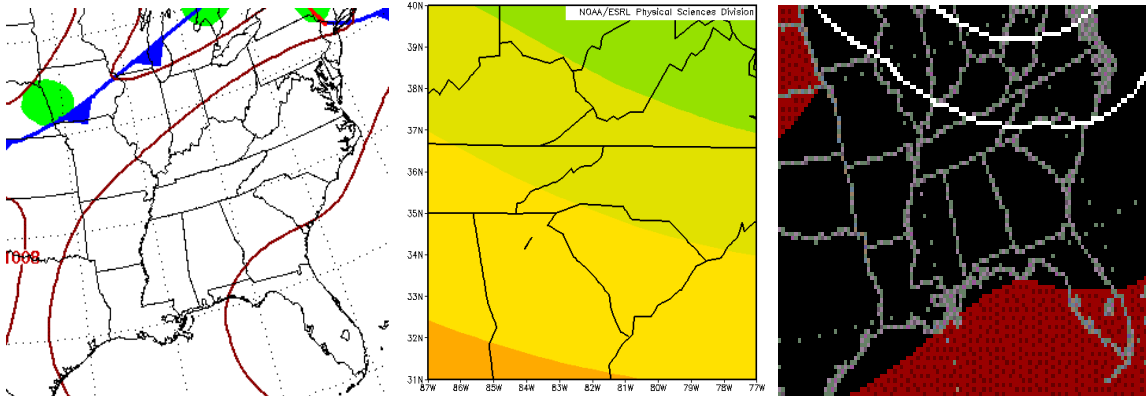 NOAA/ESRL Physical Sciences Division
40N
39N
38N
37N
36N
35N
34N
33N
32N
31N
87W 86W 85W 84W 83W 82W 81W 80W 79W 78W 77W
1008